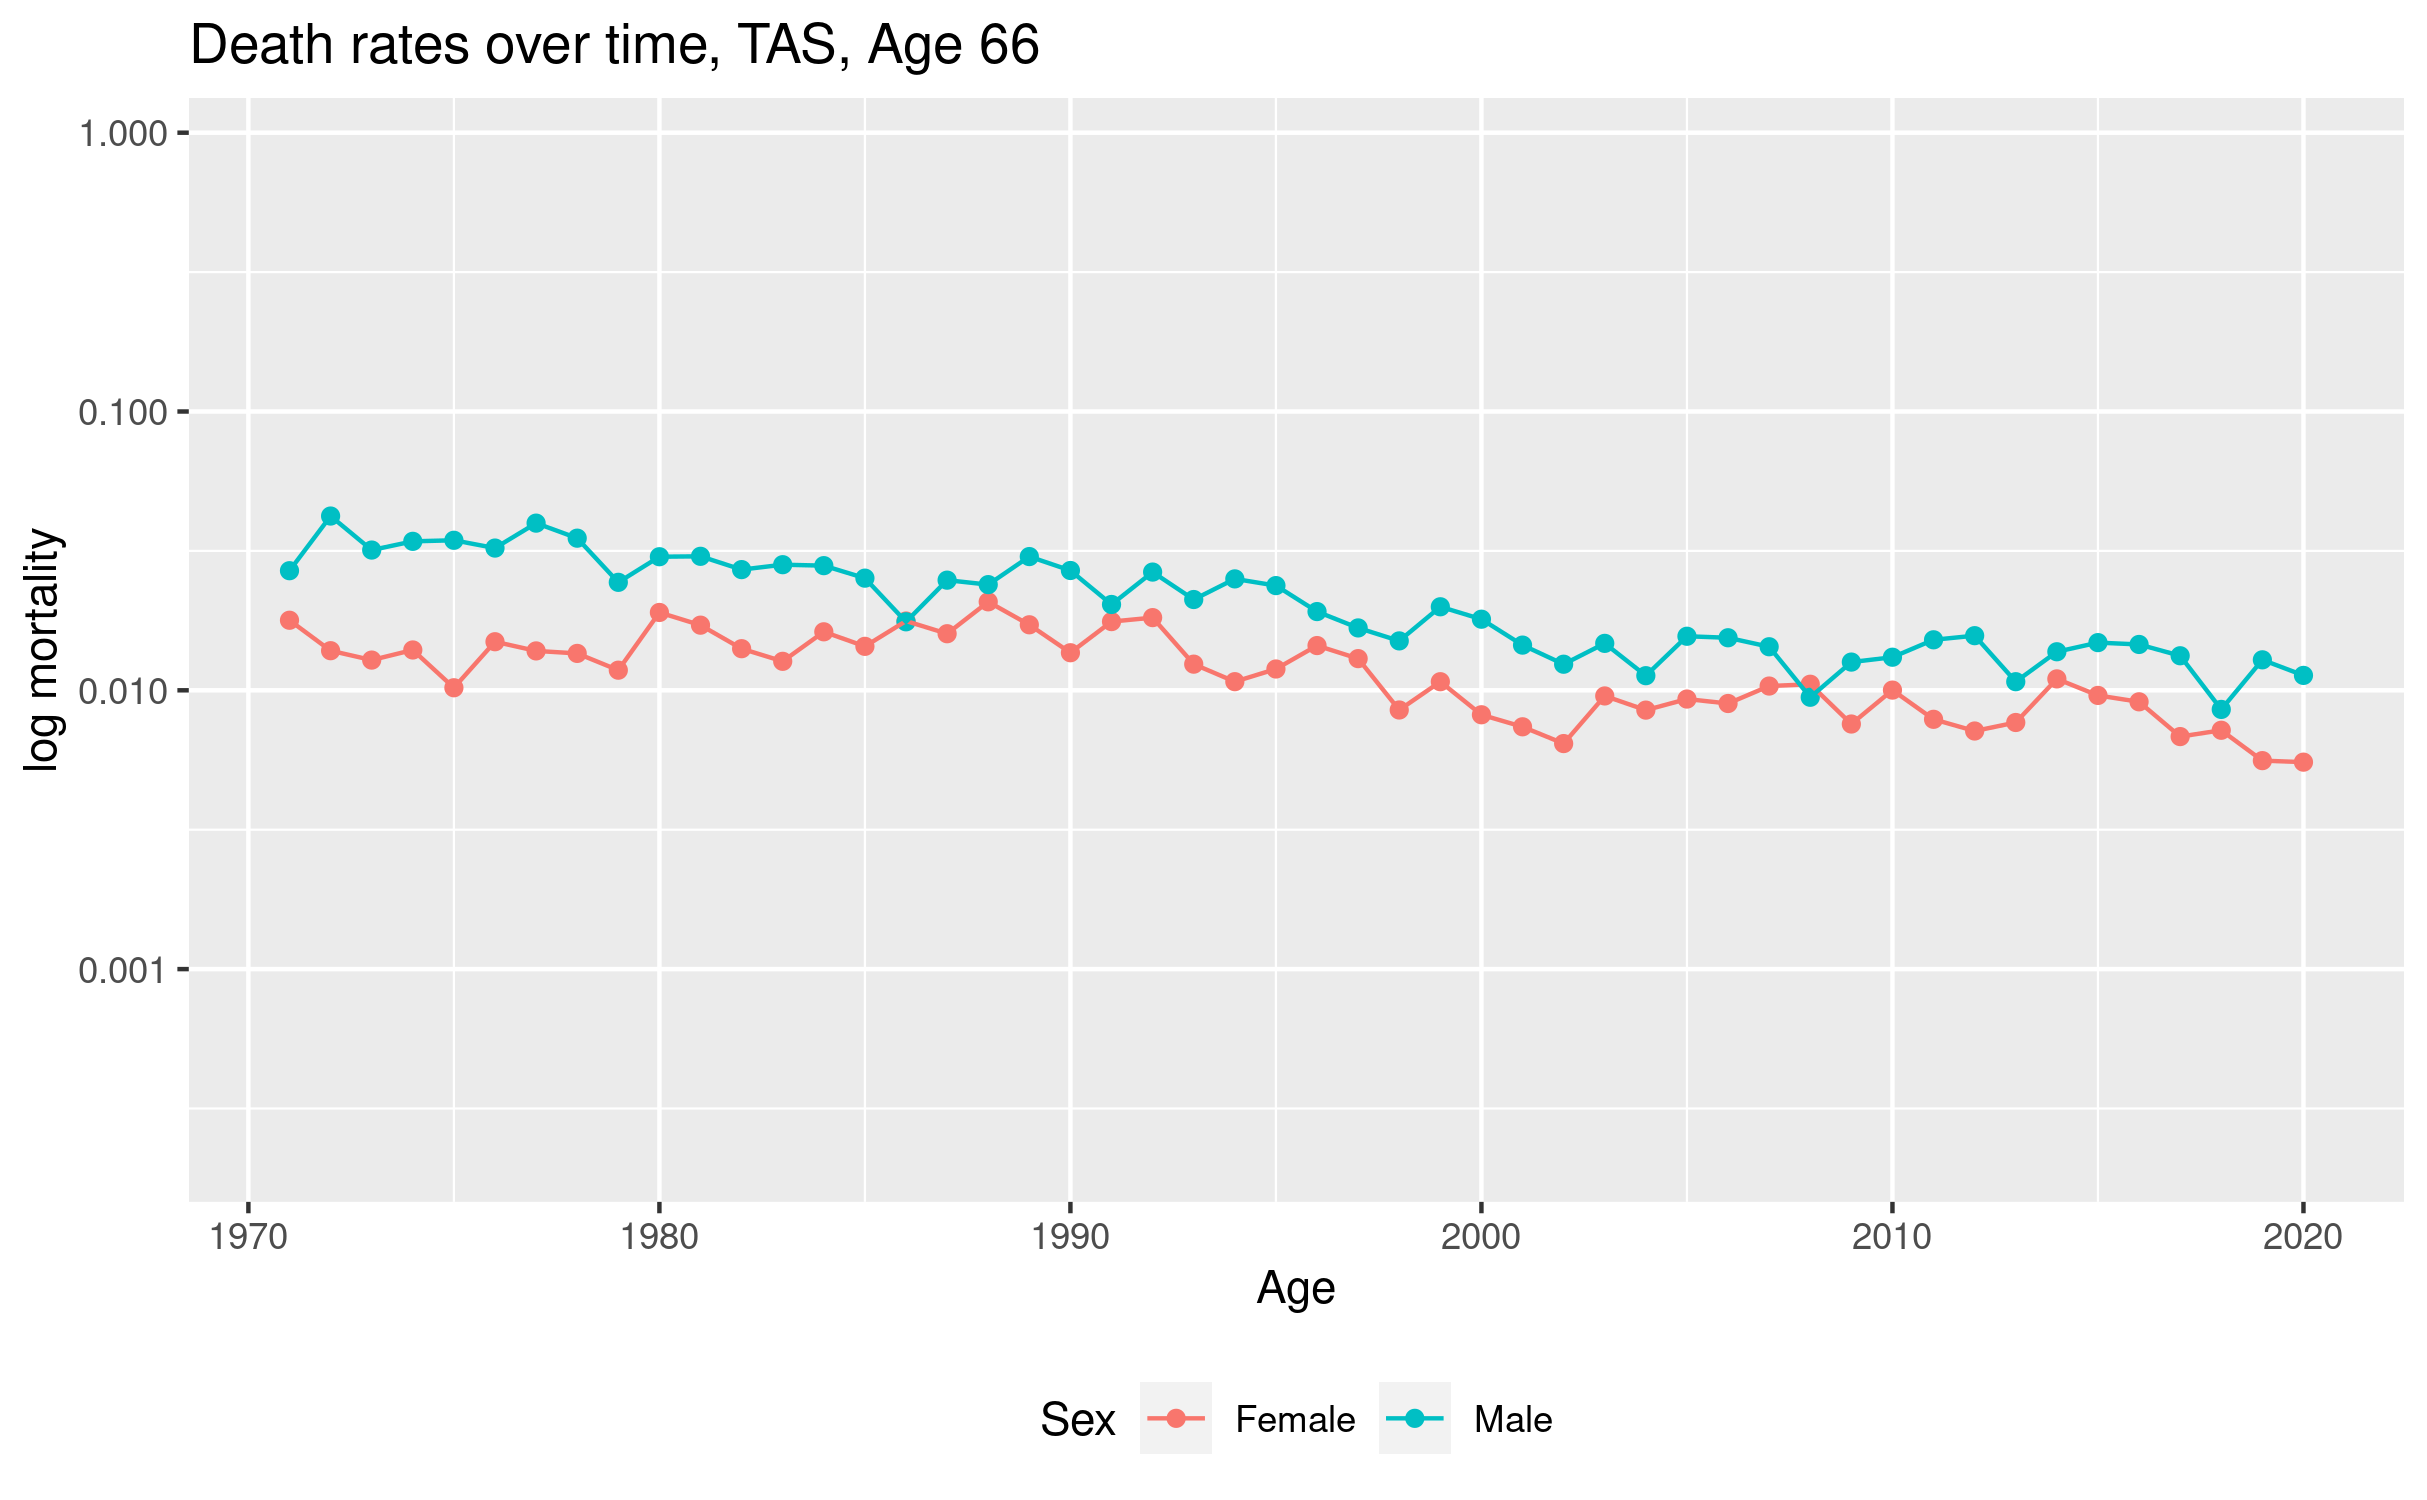 Death rates over time, TAS, Age 66
log mortality
1.000
0.100
0.010
0.001
1970 1980 1990 2000 2010 2020
Age
Sex Female Male